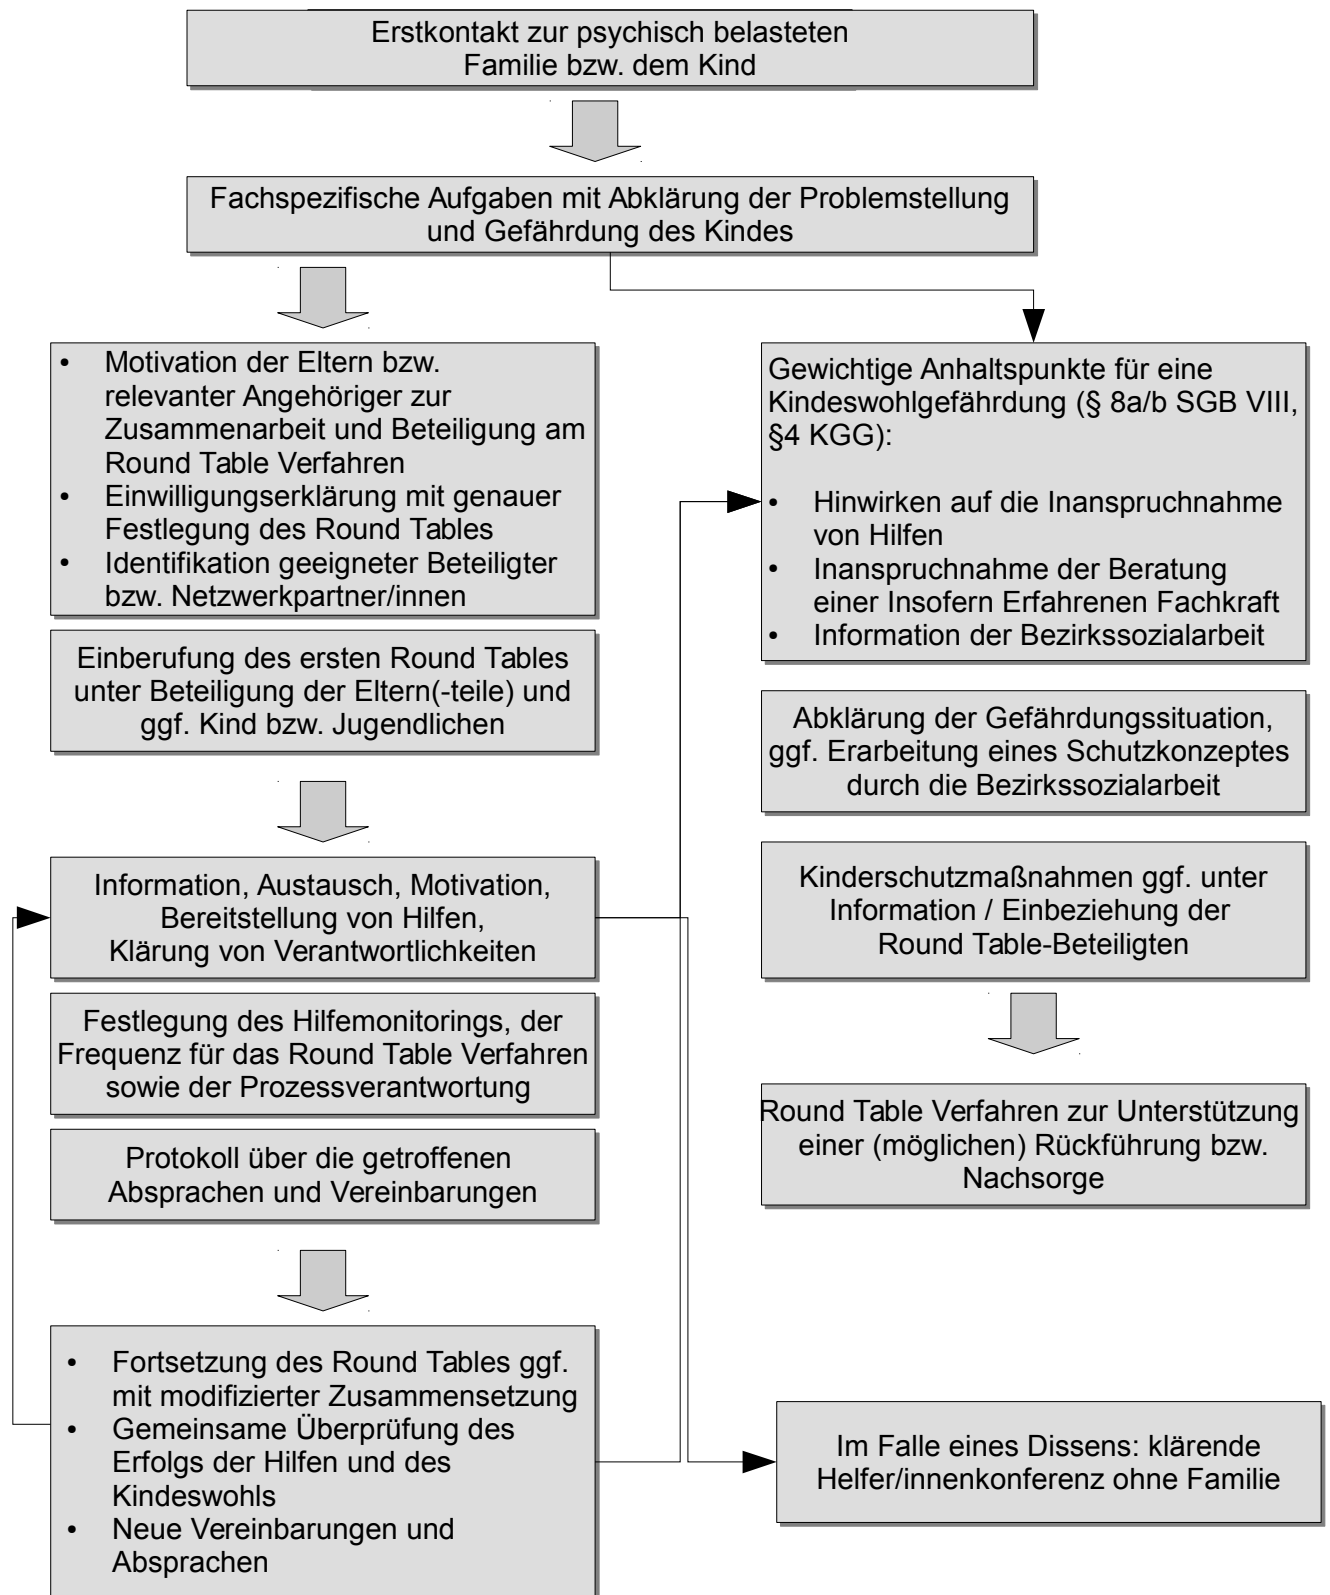 Erstkontakt zur psychisch belasteten
Familie bzw. dem Kind
Fachspezifische Aufgaben mit Abklärung der Problemstellung
und Gefährdung des Kindes
• Motivation der Eltern bzw.
relevanter Angehöriger zur
Zusammenarbeit und Beteiligung am
Round Table Verfahren
• Einwilligungserklärung mit genauer
Festlegung des Round Tables
• Identifikation geeigneter Beteiligter
bzw. Netzwerkpartner/innen
Einberufung des ersten Round Tables
unter Beteiligung der Eltern(-teile) und
ggf. Kind bzw. Jugendlichen
Information, Austausch, Motivation,
Bereitstellung von Hilfen,
Klärung von Verantwortlichkeiten
Festlegung des Hilfemonitorings, der
Frequenz für das Round Table Verfahren
sowie der Prozessverantwortung
Protokoll über die getroffenen
Absprachen und Vereinbarungen
• Fortsetzung des Round Tables ggf.
mit modifizierter Zusammensetzung
• Gemeinsame Überprüfung des
Erfolgs der Hilfen und des
Kindeswohls
• Neue Vereinbarungen und
Absprachen
Gewichtige Anhaltspunkte für eine
Kindeswohlgefährdung (§ 8a/b SGB VIII,
§4 KGG):
• Hinwirken auf die Inanspruchnahme
von Hilfen
• Inanspruchnahme der Beratung
einer Insofern Erfahrenen Fachkraft
• Information der Bezirkssozialarbeit
Abklärung der Gefährdungssituation,
ggf. Erarbeitung eines Schutzkonzeptes
durch die Bezirkssozialarbeit
Kinderschutzmaßnahmen ggf. unter
Information / Einbeziehung der
Round Table-Beteiligten
Round Table Verfahren zur Unterstützung
einer (möglichen) Rückführung bzw.
Nachsorge
Im Falle eines Dissens: klärende
Helfer/innenkonferenz ohne Familie